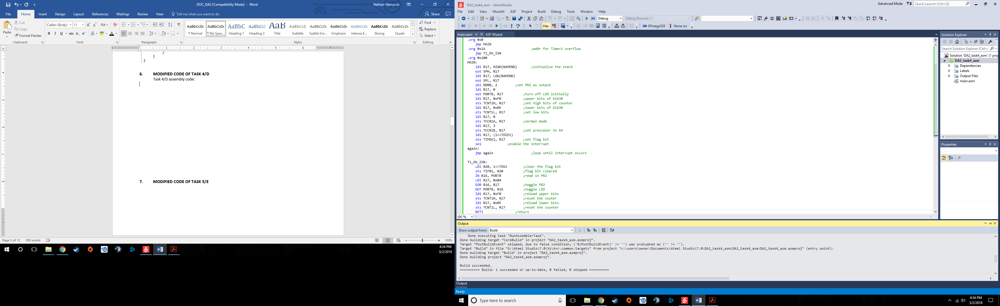 DOC_DA2 [Compatibility Mode] - Word
Nathan Hanuscin
File Home Insert Design Layout References Mailings Review View Tell me what you want to do
Share
Paste
Cut
Copy
Format Painter
Calibri (Body) 11
AaBbCcDc AaBbCcDc AaBbC AaBbCcI AaB AaBbCcD AaBbCcDc AaBbCcDc AaBbCcDc AaBbCcDc AaBbCcDc
¶ Normal ¶ No Spac... Heading 1 Heading 2 Title Subtitle Subtle Em... Emphasis Intense E... Strong Quote
Find
Replace
Select
Clipboard Font Paragraph Styles Editing
}
}
}
6. MODIFIED CODE OF TASK 4/D
Task 4/D assembly code:
7. MODIFIED CODE OF TASK 5/E
Page 5 of 12 288 words
100%
4:34 PM
3/2/2018
DA2_task4_asm - AtmelStudio
Advanced Mode 2 Quick Launch (Ctrl+Q)
File Edit View VAssistX ASF Project Build Debug Tools Window Help
Debug Debug Browser
Hex ATmega328 None on
main.asm ASF Wizard
.org 0x0
jmp MAIN
.org 0x1A ;addr for Timer1 overflow
jmp T1_OV_ISR
.org 0x100
MAIN:
ldi R17, HIGH(RAMEND) ;initialize the stack
out SPH, R17
ldi R17, LOW(RAMEND)
out SPL, R17
sbi DDRB, 2 ;set PB2 as output
ldi R17, 0
out PORTB, R17 ;turn off LED initially
ldi R17, 0xF0 ;upper bits of 61630
sts TCNT1H, R17 ;set high bits of counter
ldi R17, 0xBE ;lower bits of 61630
sts TCNT1L, R17 ;set low bits
ldi R17, 0
sts TCCR1A, R17 ;normal mode
ldi R17, 3
sts TCCR1B, R17 ;set prescaler to 64
ldi R17, (1<<TOIE1)
sts TIMSK1, R17 ;set flag bit
sei ;enable the interrupt
again:
jmp again ;loop until interrupt occurs
T1_OV_ISR:
LDI R20, 1<<TOV1 ;clear the flag bit
sts TIFR1, R20 ;flag bit cleared
IN R16, PORTB ;read in PB2
LDI R17, 0x04
EOR R16, R17 ;toggle PB2
OUT PORTB, R16 ;toggle LED
ldi R17, 0xF0 ;reload upper bits
sts TCNT1H, R17 ;reset the couter
ldi R17, 0xBE ;reload lower bits
sts TCNT1L, R17 ;reset the counter
RETI ;return
100 %
Solution Explorer
Search Solution Explorer (Ctrl+;)
Solution 'DA2_task4_asm' (1 proj
DA2_task4_asm
Dependencies
Labels
Output Files
main.asm
Properties
Output
Show output from: Build
Done executing task "RunAssemblerTask".
Done building target "CoreBuild" in project "DA2_task4_asm.asmproj".
Target "PostBuildEvent" skipped, due to false condition; ('$(PostBuildEvent)' != '') was evaluated as ('' != '').
Target "Build" in file "G:\Atmel Studio\7.0\Vs\Avr.common.targets" from project "c:\users\owner\Documents\Atmel Studio\7.0\DA2_task4_asm\DA2_task4_asm\DA2_task4_asm.asmproj" (entry point):
Done building target "Build" in project "DA2_task4_asm.asmproj".
Done building project "DA2_task4_asm.asmproj".
Build succeeded.
========== Build: 1 succeeded or up-to-date, 0 failed, 0 skipped ==========
Output
Ready
Type here to search
4:34 PM
3/2/2018